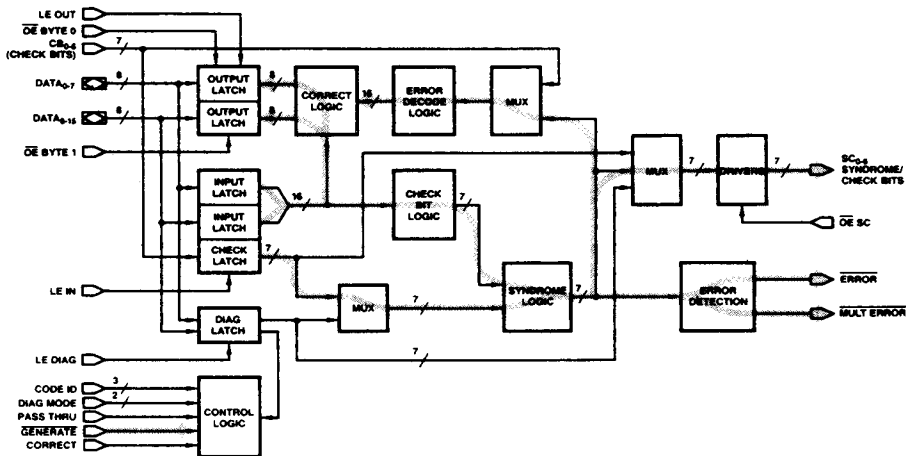 LE OUT
OE BYTE 0
CB0-6
(CHECK BITS)
7
DATA0-7
8
DATA8-15
8
OE BYTE 1
OUTPUT
LATCH
OUTPUT
LATCH
8
8
CORRECT
LOGIC
16
ERROR
DECODE
LOGIC
MUX
INPUT
LATCH
INPUT
LATCH
CHECK
LATCH
16
7
CHECK
BIT
LOGIC
7
MUX
7
DRIVERS
7
SC0-6
SYNDROME/
CHECK BITS
OE SC
LE IN
MUX
7
SYNDROME
LOGIC
7
ERROR
DETECTION
ERROR
MULT ERROR
DIAG
LATCH
7
LE DIAG
CODE ID
3
DIAG MODE
2
PASS THRU
GENERATE
CORRECT
CONTROL
LOGIC